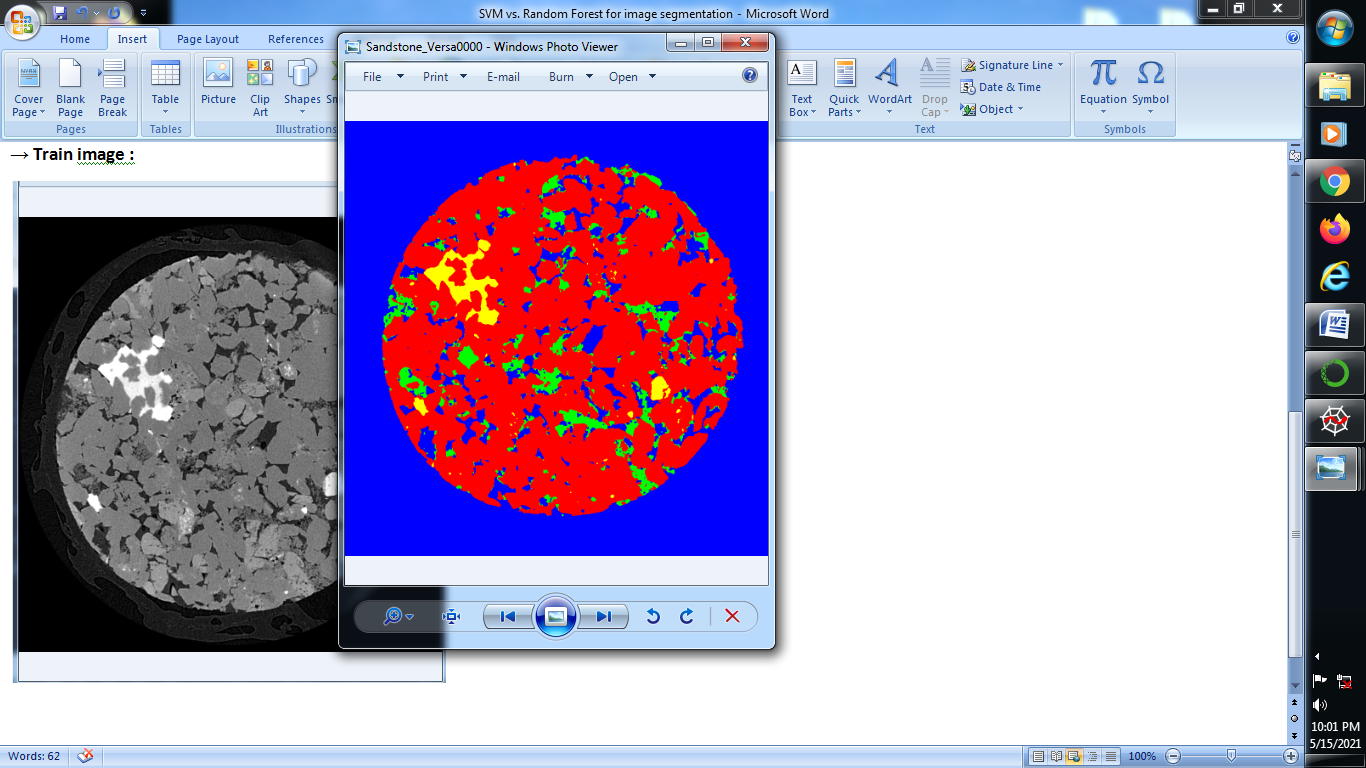 SVM vs. Random Forest for image segmentation - Microsoft Word
Home Insert Page Layout References
Cover Page
Blank Page
Page Break
Table
Picture
Clip Art
Shapes
Text Box
Quick Parts
WordArt
Drop Cap
Signature Line
Date & Time
Object
Equation
Symbol
Pages Tables Illustrations Text Symbols
Sandstone_Versa0000 - Windows Photo Viewer
File Print E-mail Burn Open
→ Train image :
Words: 62
100%
10:01 PM
5/15/2021